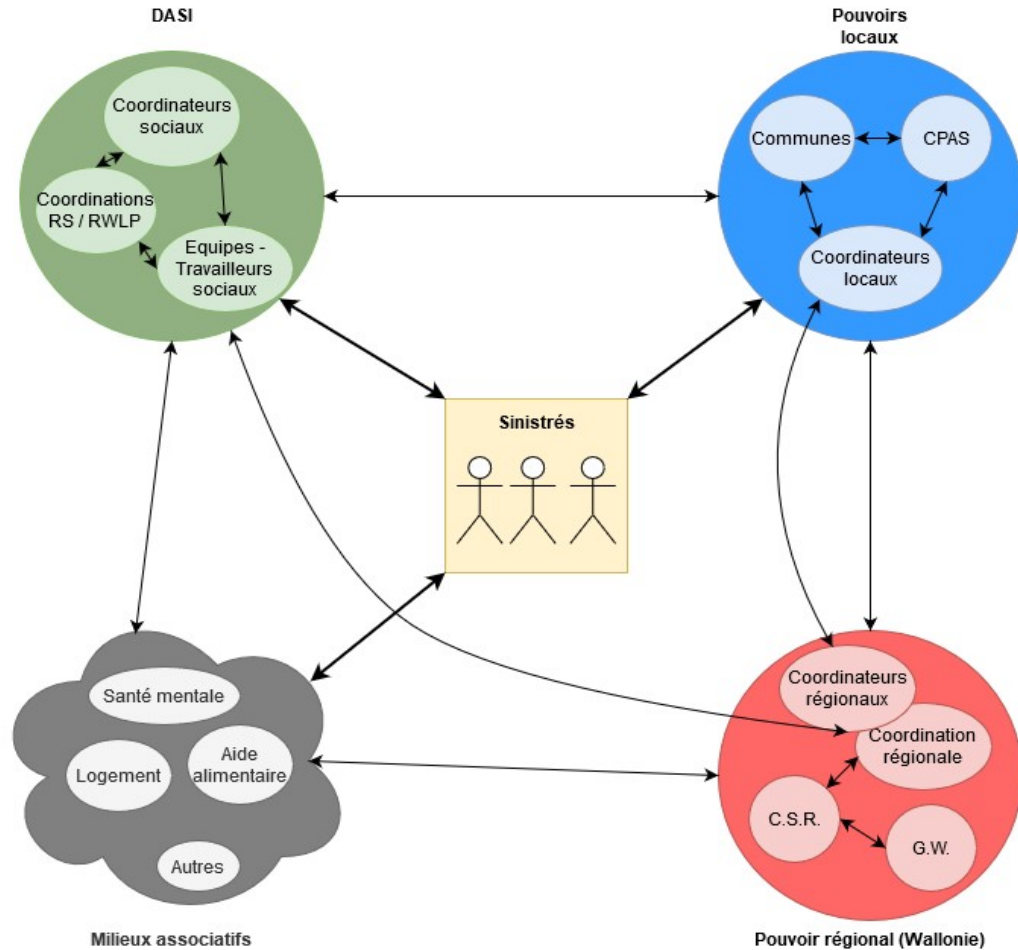 DASI
Coordinateurs
sociaux
Coordinations
RS / RWLP
Equipes -
Travailleurs
sociaux
Pouvoirs
locaux
Communes
CPAS
Coordinateurs
locaux
Sinistrés
Santé mentale
Logement
Aide
alimentaire
Autres
Milieux associatifs
Coordinateurs
régionaux
Coordination
régionale
C.S.R.
G.W.
Pouvoir régional (Wallonie)